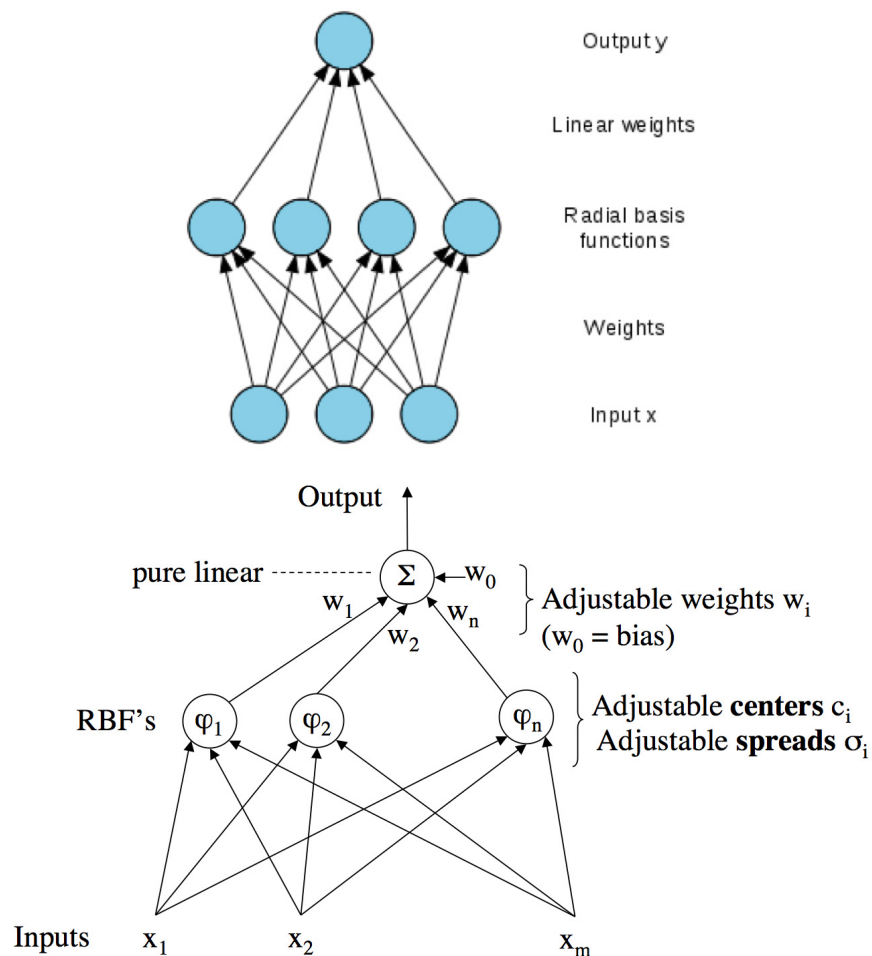 Output y
Linear weights
Radial basis
functions
Weights
Input x
Output
pure linear
Σ
w₀
w₁
w₂
wₙ
Adjustable weights wᵢ
(w₀ = bias)
RBF's
φ₁
φ₂
φₙ
Adjustable centers cᵢ
Adjustable spreads σᵢ
Inputs
x₁
x₂
xₘ